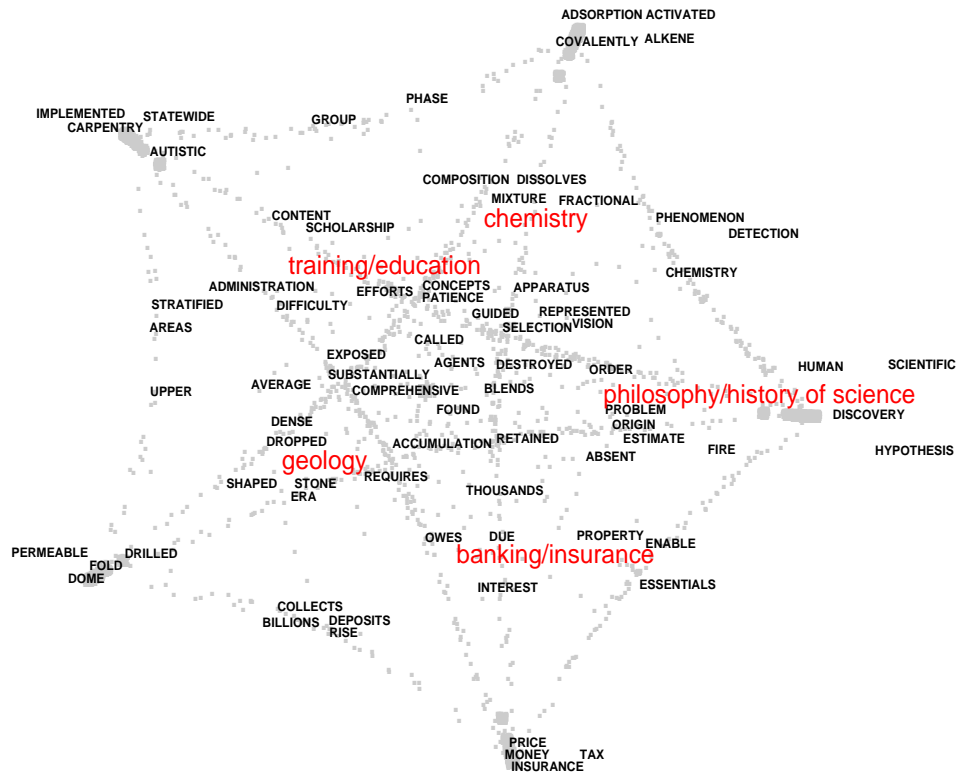 ADSORPTION ACTIVATED
COVALENTLY ALKENE
PHASE
IMPLEMENTED STATEWIDE
GROUP
CARPENTRY
AUTISTIC
COMPOSITION DISSOLVES
MIXTURE FRACTIONAL
CONTENT chemistry PHENOMENON
SCHOLARSHIP
DETECTION
training/education
CHEMISTRY
ADMINISTRATION EFFORTS CONCEPTS APPARATUS
STRATIFIED DIFFICULTY PATIENCE
GUIDED REPRESENTED
AREAS SELECTION VISION
CALLED
EXPOSED AGENTS DESTROYED ORDER HUMAN SCIENTIFIC
SUBSTANTIALLY
UPPER AVERAGE COMPREHENSIVE BLENDS
philosophy/history of science
FOUND PROBLEM DISCOVERY
DENSE ORIGIN
DROPPED ACCUMULATION RETAINED ESTIMATE
geology ABSENT FIRE HYPOTHESIS
SHAPED STONE REQUIRES
ERA THOUSANDS
OWES DUE PROPERTY
ENABLE
PERMEABLE DRILLED banking/insurance
FOLD
DOME INTEREST ESSENTIALS
COLLECTS
BILLIONS DEPOSITS
RISE
PRICE
MONEY TAX
INSURANCE